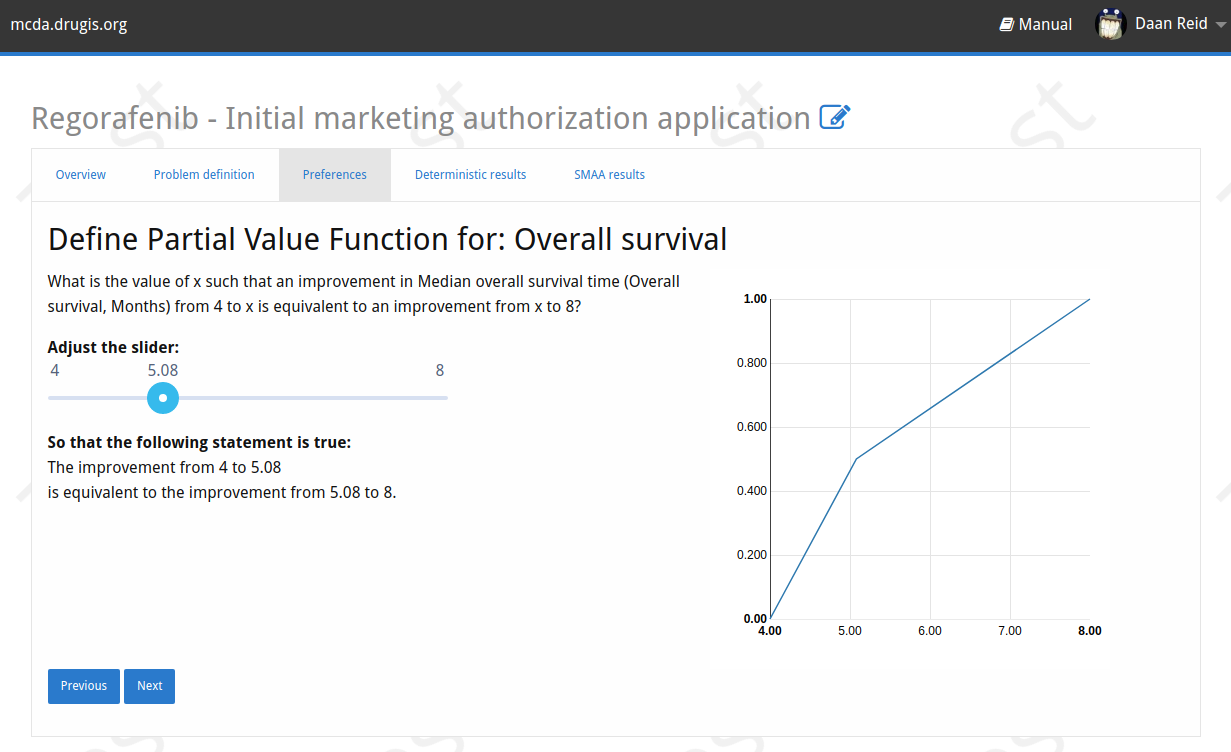 mcda.drugis.org
Manual
Daan Reid
Regorafenib - Initial marketing authorization application
Overview
Problem definition
Preferences
Deterministic results
SMAA results
Define Partial Value Function for: Overall survival
What is the value of x such that an improvement in Median overall survival time (Overall
survival, Months) from 4 to x is equivalent to an improvement from x to 8?
Adjust the slider:
4 5.08 8
So that the following statement is true:
The improvement from 4 to 5.08
is equivalent to the improvement from 5.08 to 8.
1.00
0.800
0.600
0.400
0.200
0.00
4.00 5.00 6.00 7.00 8.00
Previous
Next